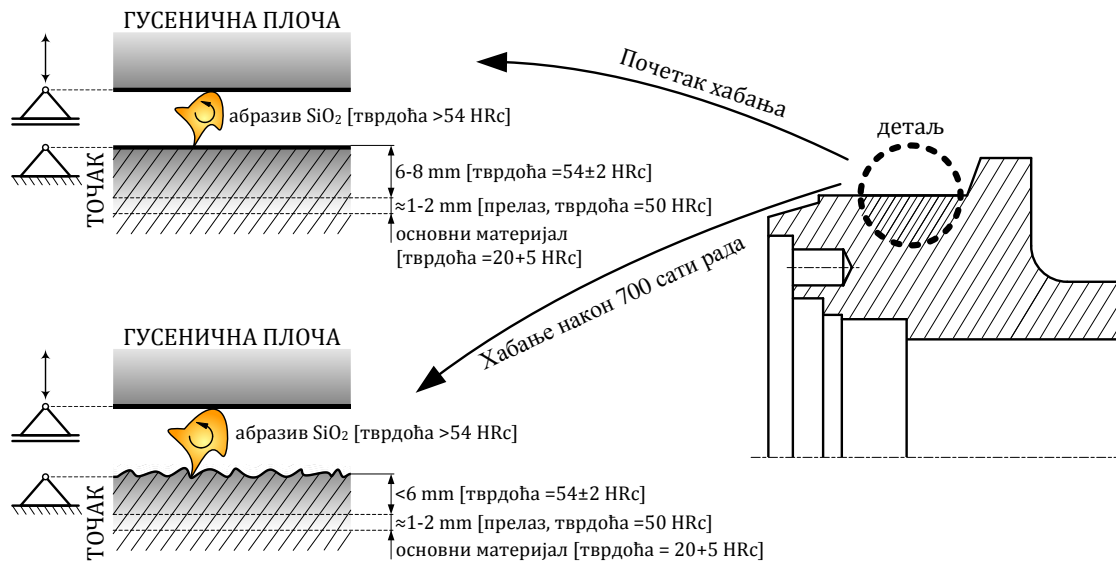 ГУСЕНИЧНА ПЛОЧА
абразив SiO₂ [тврдоћа >54 HRc]
ТОЧАК
6-8 mm [тврдоћа =54±2 HRc]
≈1-2 mm [прелаз, тврдоћа =50 HRc]
основни материјал
[тврдоћа =20+5 HRc]
Почетак хабања
детаљ
Хабање након 700 сати рада
ГУСЕНИЧНА ПЛОЧА
абразив SiO₂ [тврдоћа >54 HRc]
ТОЧАК
<6 mm [тврдоћа =54±2 HRc]
≈1-2 mm [прелаз, тврдоћа =50 HRc]
основни материјал [тврдоћа = 20+5 HRc]